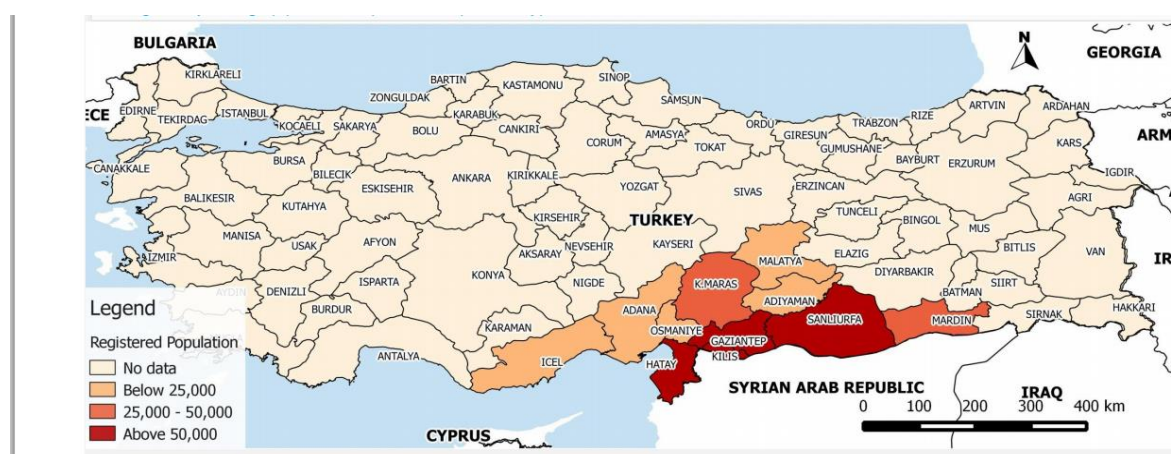 BULGARIA
N
GEORGIA
KIRKLARELI
SINOP
BARTIN
KASTAMONU
ZONGULDAK
SAMSUN
ARTVIN
ARDAHAN
ECE
EDIRNE
TEKIRDAG
ISTANBUL
KARABUK
ORDU
TRABZON
RIZE
KOCAELI
SAKARYA
BOLU
CANKIRI
AMASYA
GIRESUN
ARM
CORUM
TOKAT
GUMUSHANE
KARS
CANAKKALE
BURSA
BAYBURT
ERZURUM
BILECIK
ANKARA
KIRIKKALE
IGDIR
ESKISEHIR
YOZGAT
SIVAS
ERZINCAN
BALIKESIR
KUTAHYA
AGRI
KIRSEHIR
TURKEY
TUNCELI
BINGOL
MUS
MANISA
USAK
AFYON
NEVSEHIR
KAYSERI
AKSARAY
ELAZIG
BITLIS
VAN
IZMIR
MALATYA
IR
KONYA
DIYARBAKIR
AYDIN
DENIZLI
ISPARTA
NIGDE
K.MARAS
SIIRT
BATMAN
Legend
BURDUR
ADANA
ADIYAMAN
HAKKARI
SANLIURFA
MARDIN
SIRNAK
KARAMAN
OSMANIYE
Registered Population
GAZIANTEP
ANTALYA
ICEL
HATAY
KILIS
No data
Below 25,000
SYRIAN ARAB REPUBLIC
IRAQ
25,000 - 50,000
0 100 200 300 400 km
Above 50,000
CYPRUS